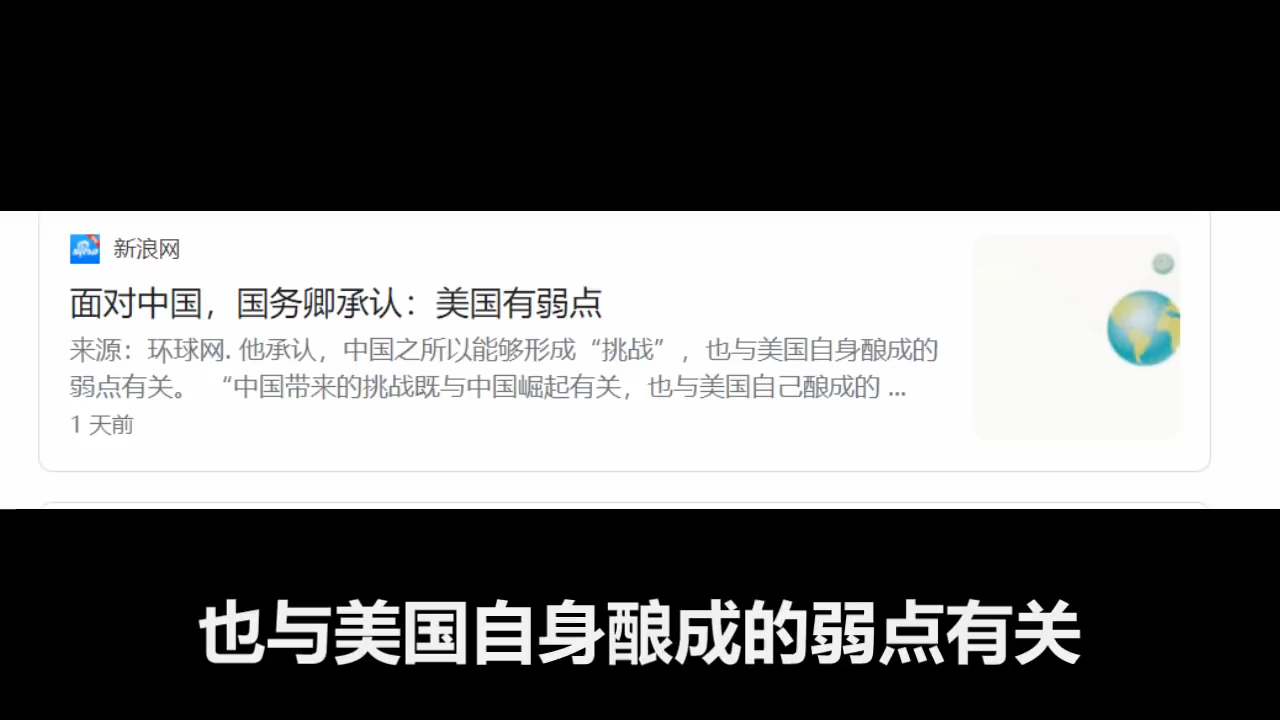 新浪网
面对中国，国务卿承认：美国有弱点
来源：环球网. 他承认，中国之所以能够形成“挑战”，也与美国自身酿成的
弱点有关。 “中国带来的挑战既与中国崛起有关，也与美国自己酿成的 ...
1 天前
也与美国自身酿成的弱点有关